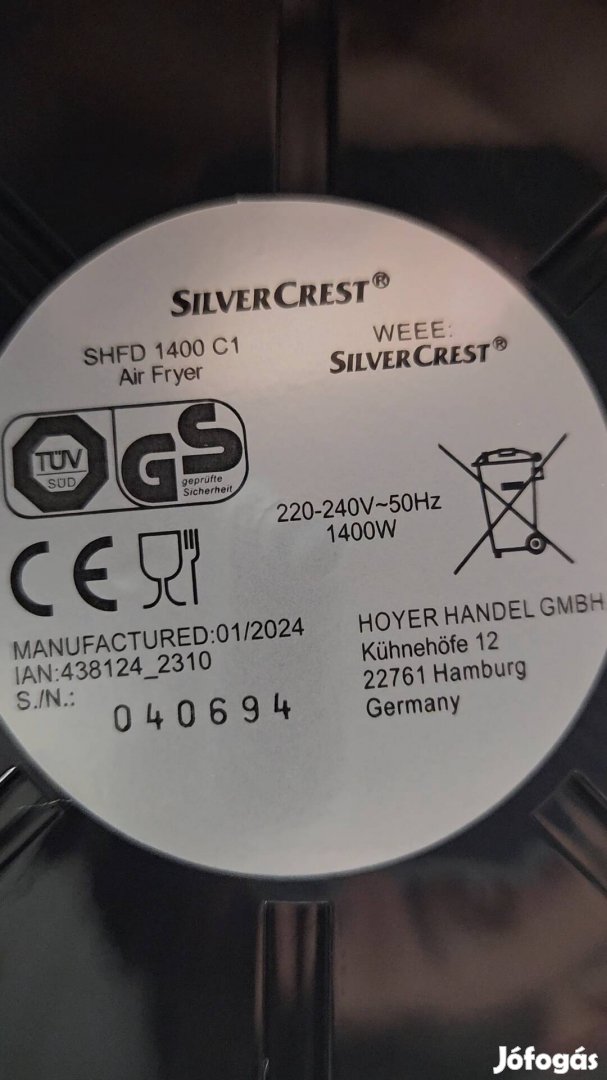 SILVERCREST®
SHFD 1400 C1
Air Fryer
WEEE:
SILVERCREST®
TÜV
SÜD
GS
geprüfte
Sicherheit
220-240V~50Hz
1400W
CE
MANUFACTURED:01/2024
IAN:438124_2310
S./N.:
040694
HOYER HANDEL GMBH
Kühnehöfe 12
22761 Hamburg
Germany
Jófogás